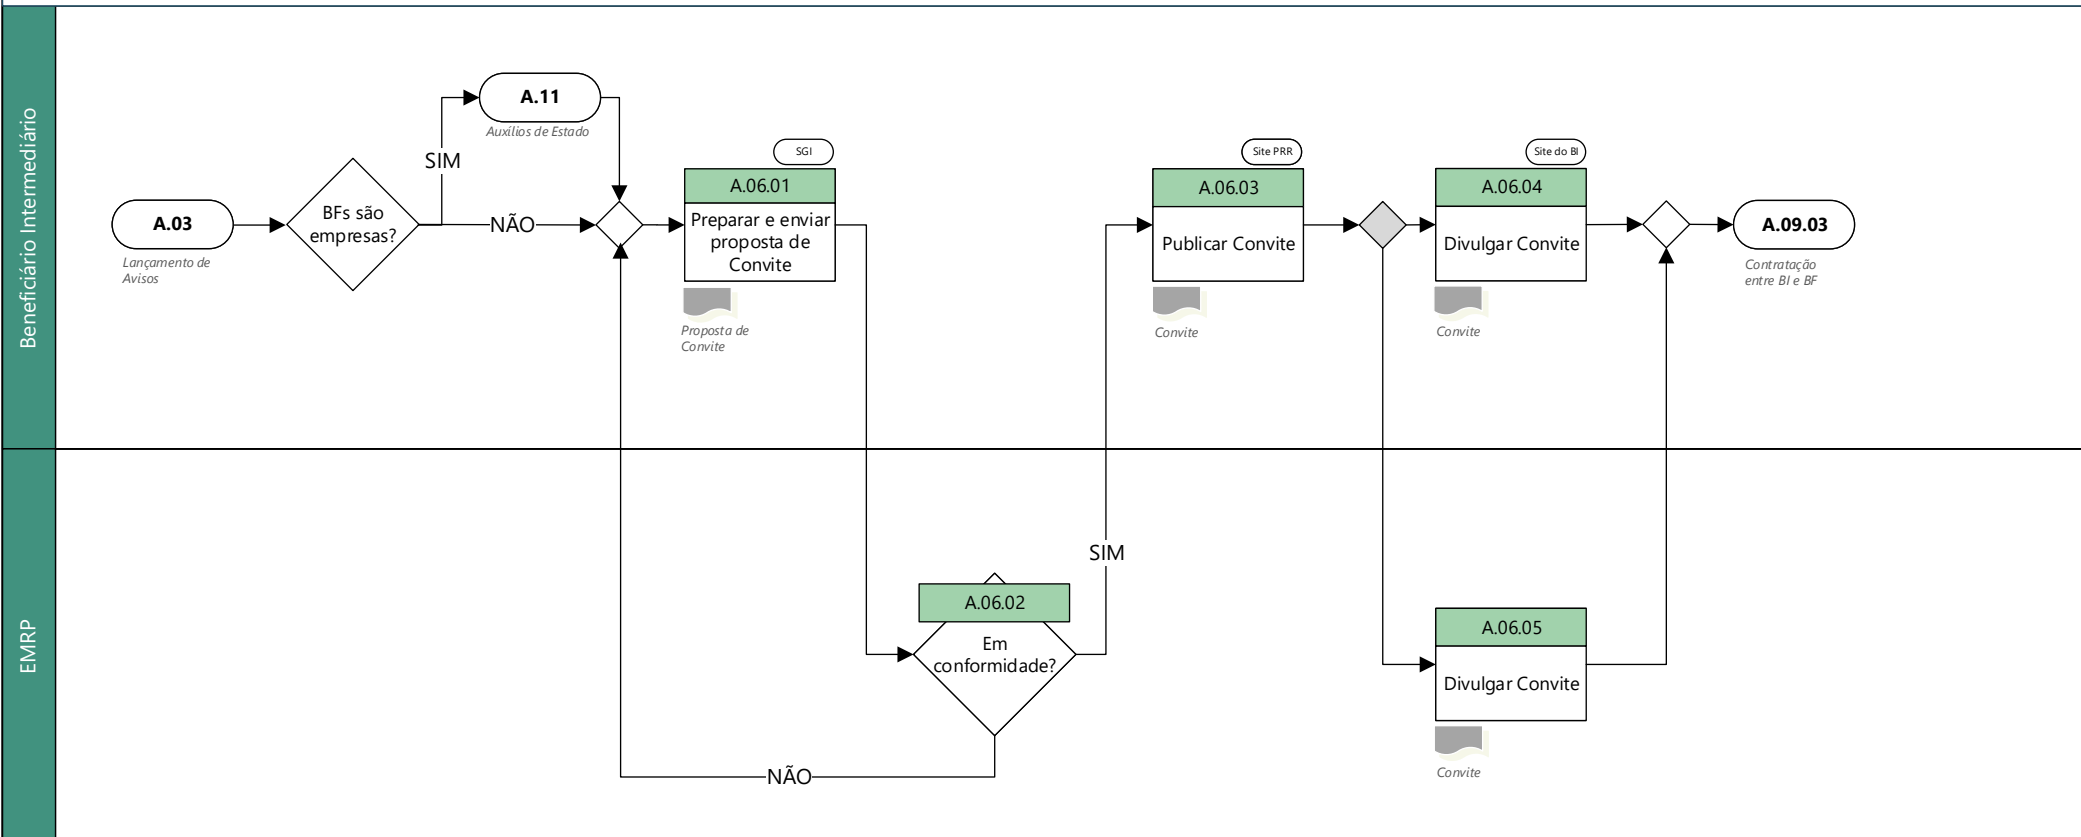 Beneficiário Intermediário
A.03
Lançamento de
Avisos
BFs são
empresas?
SIM
NÃO
A.11
Auxílios de Estado
SGI
A.06.01
Preparar e enviar
proposta de
Convite
Proposta de
Convite
Site PRR
A.06.03
Publicar Convite
Convite
Site do BI
A.06.04
Divulgar Convite
Convite
A.09.03
Contratação
entre BI e BF
EMRP
A.06.02
Em
conformidade?
SIM
NÃO
A.06.05
Divulgar Convite
Convite